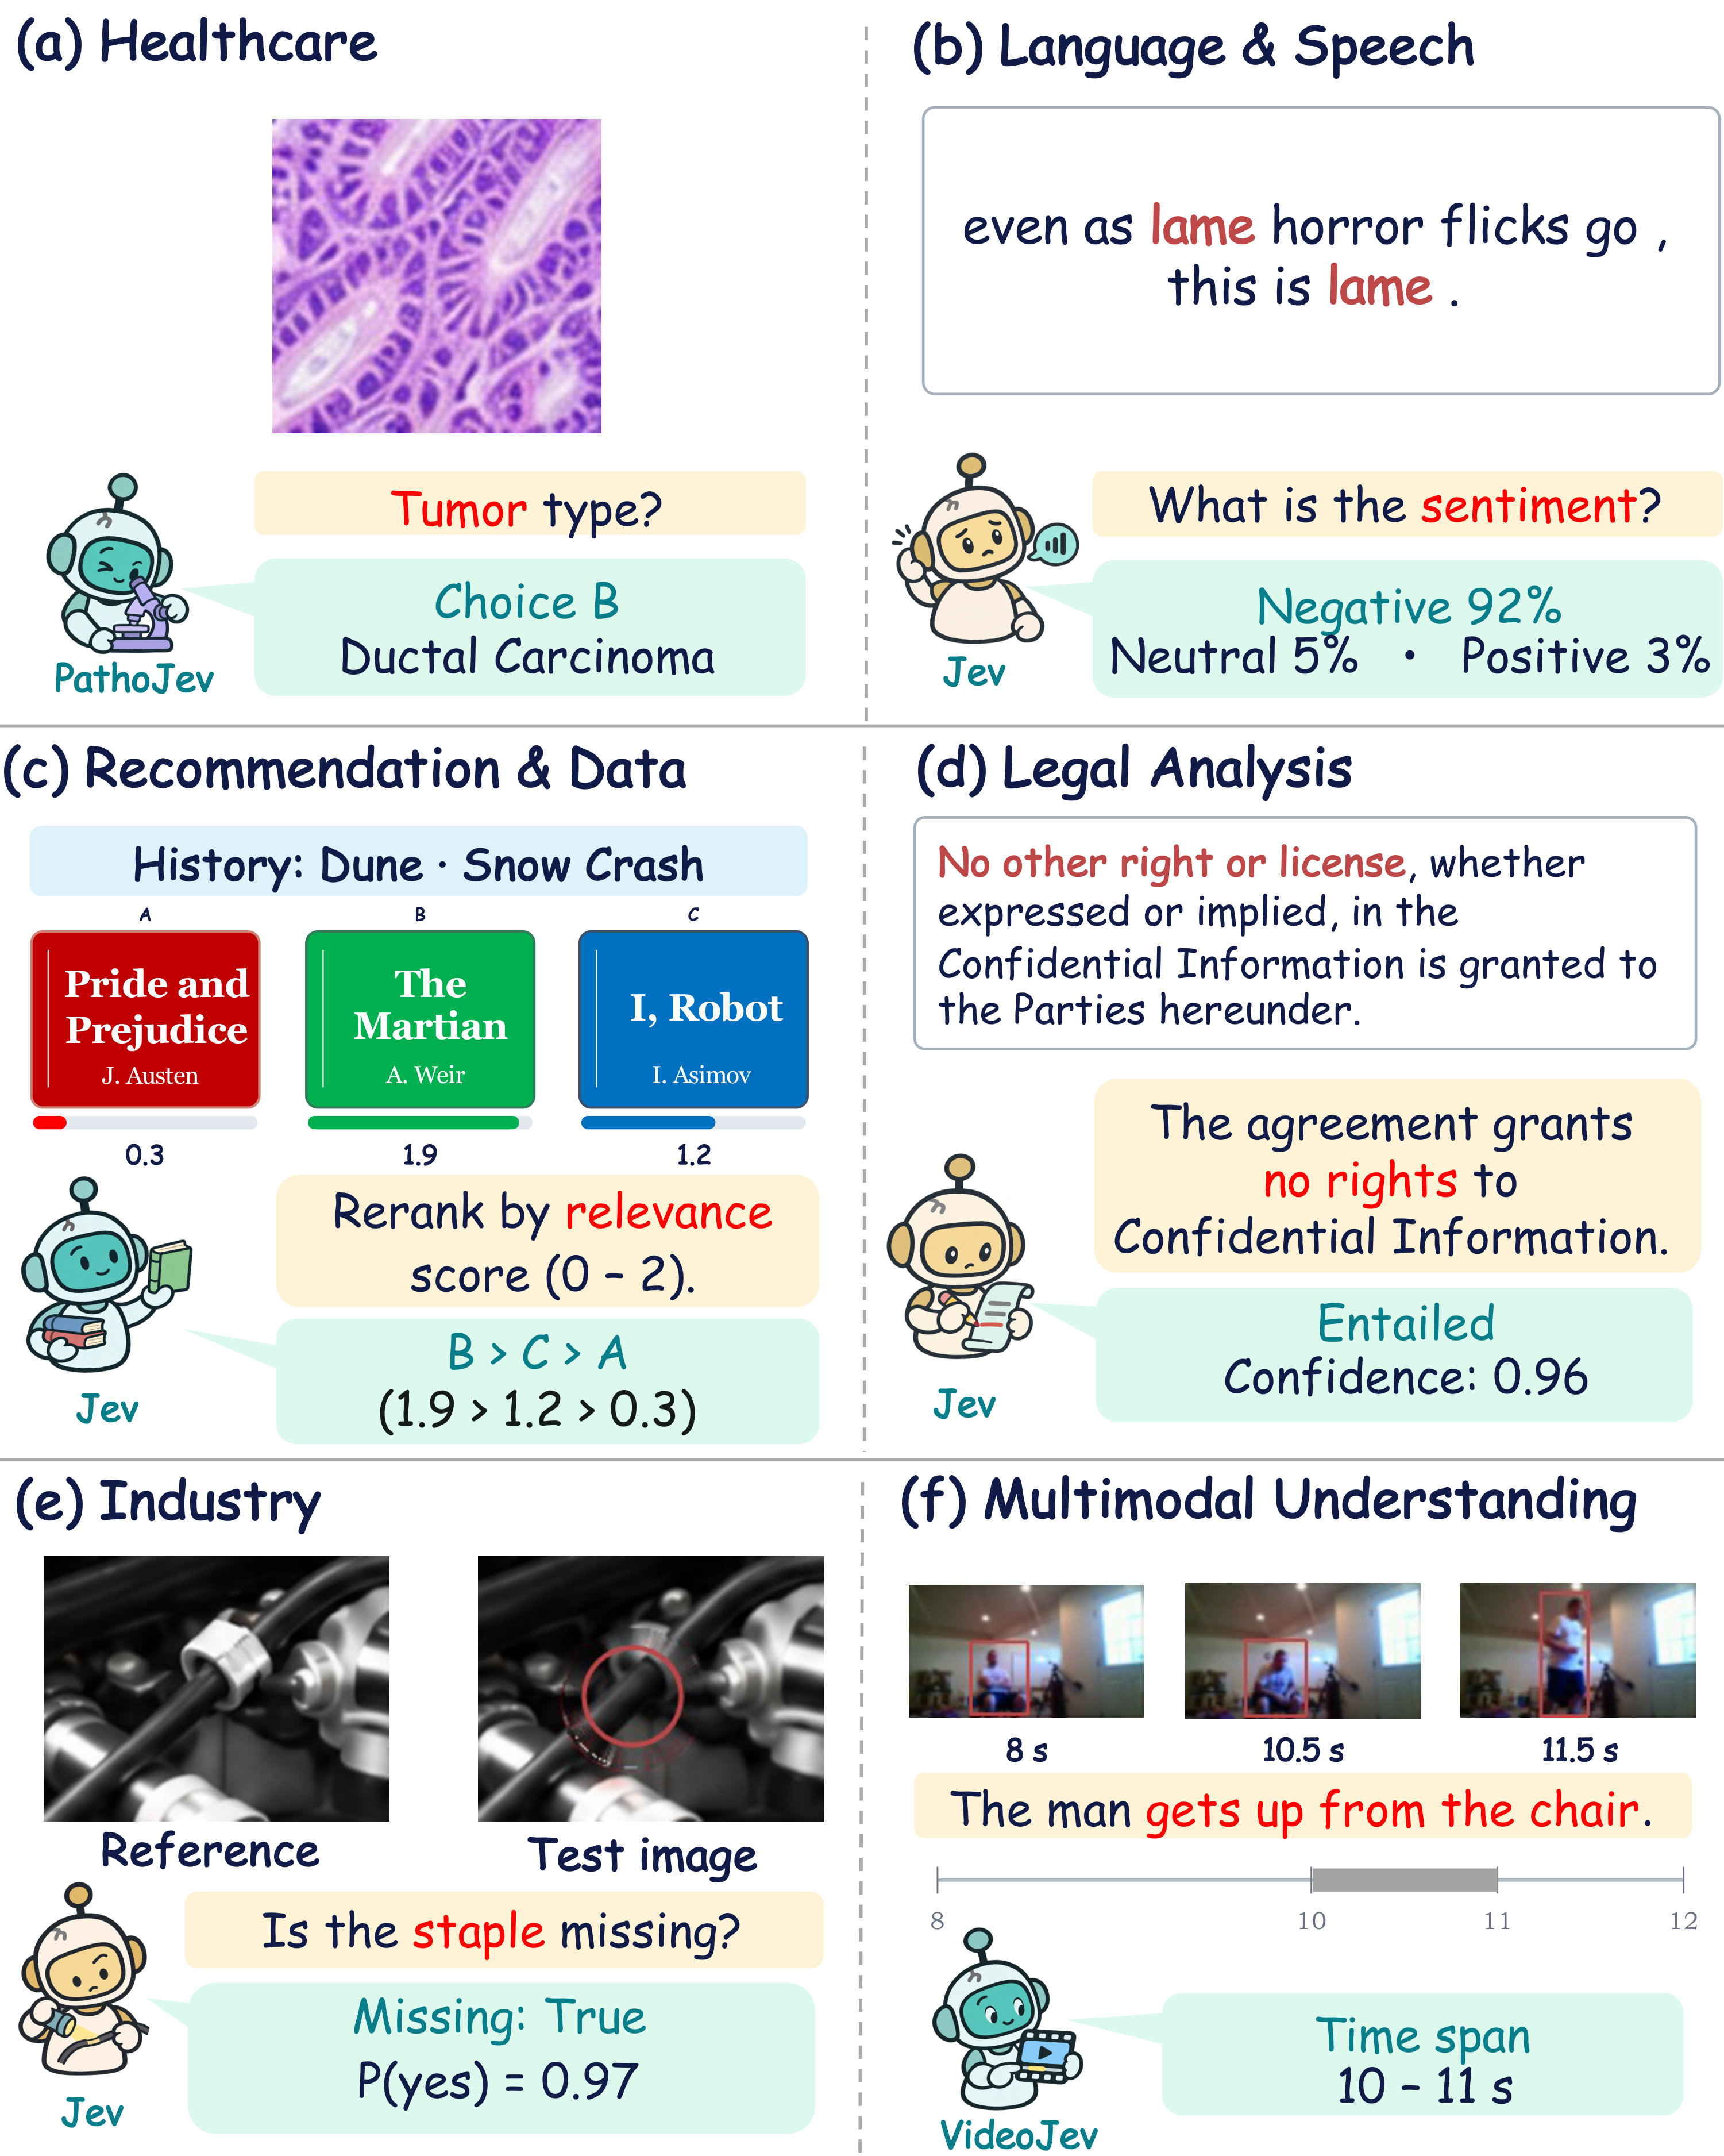 (a) Healthcare
Tumor type?
Choice B
Ductal Carcinoma
PathoJev
(b) Language & Speech
even as lame horror flicks go ,
this is lame .
What is the sentiment?
Negative 92%
Neutral 5% • Positive 3%
Jev
(c) Recommendation & Data
History: Dune · Snow Crash
A
B
C
Pride and
Prejudice
J. Austen
The
Martian
A. Weir
I, Robot
I. Asimov
0.3
1.9
1.2
Rerank by relevance
score (0 – 2).
B > C > A
(1.9 > 1.2 > 0.3)
Jev
(d) Legal Analysis
No other right or license, whether
expressed or implied, in the
Confidential Information is granted to
the Parties hereunder.
The agreement grants
no rights to
Confidential Information.
Entailed
Confidence: 0.96
Jev
(e) Industry
Reference
Test image
Is the staple missing?
Missing: True
P(yes) = 0.97
Jev
(f) Multimodal Understanding
8 s
10.5 s
11.5 s
The man gets up from the chair.
8
10
11
12
Time span
10 – 11 s
VideoJev